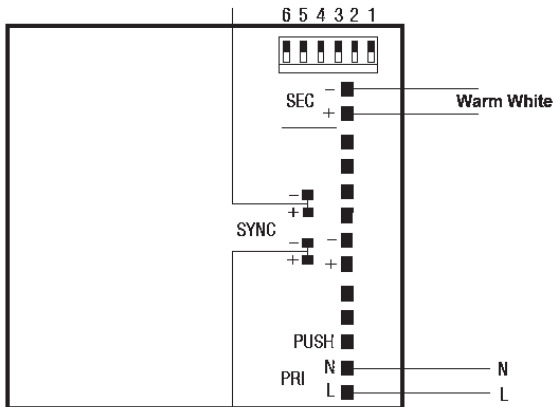 6 5 4 3 2 1
SEC -
+
Warm White
-
+
SYNC
-
+
-
+
PUSH
PRI N
L
N
L